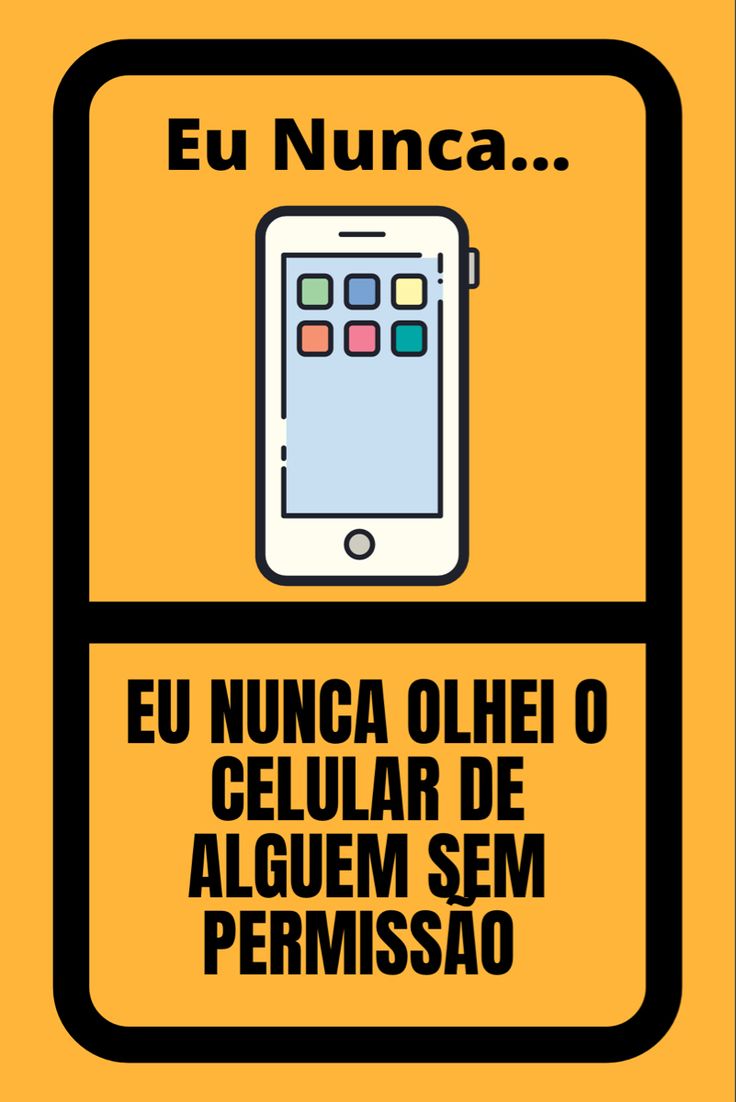 Eu Nunca...
EU NUNCA OLHEI O
CELULAR DE
ALGUEM SEM
PERMISSÃO